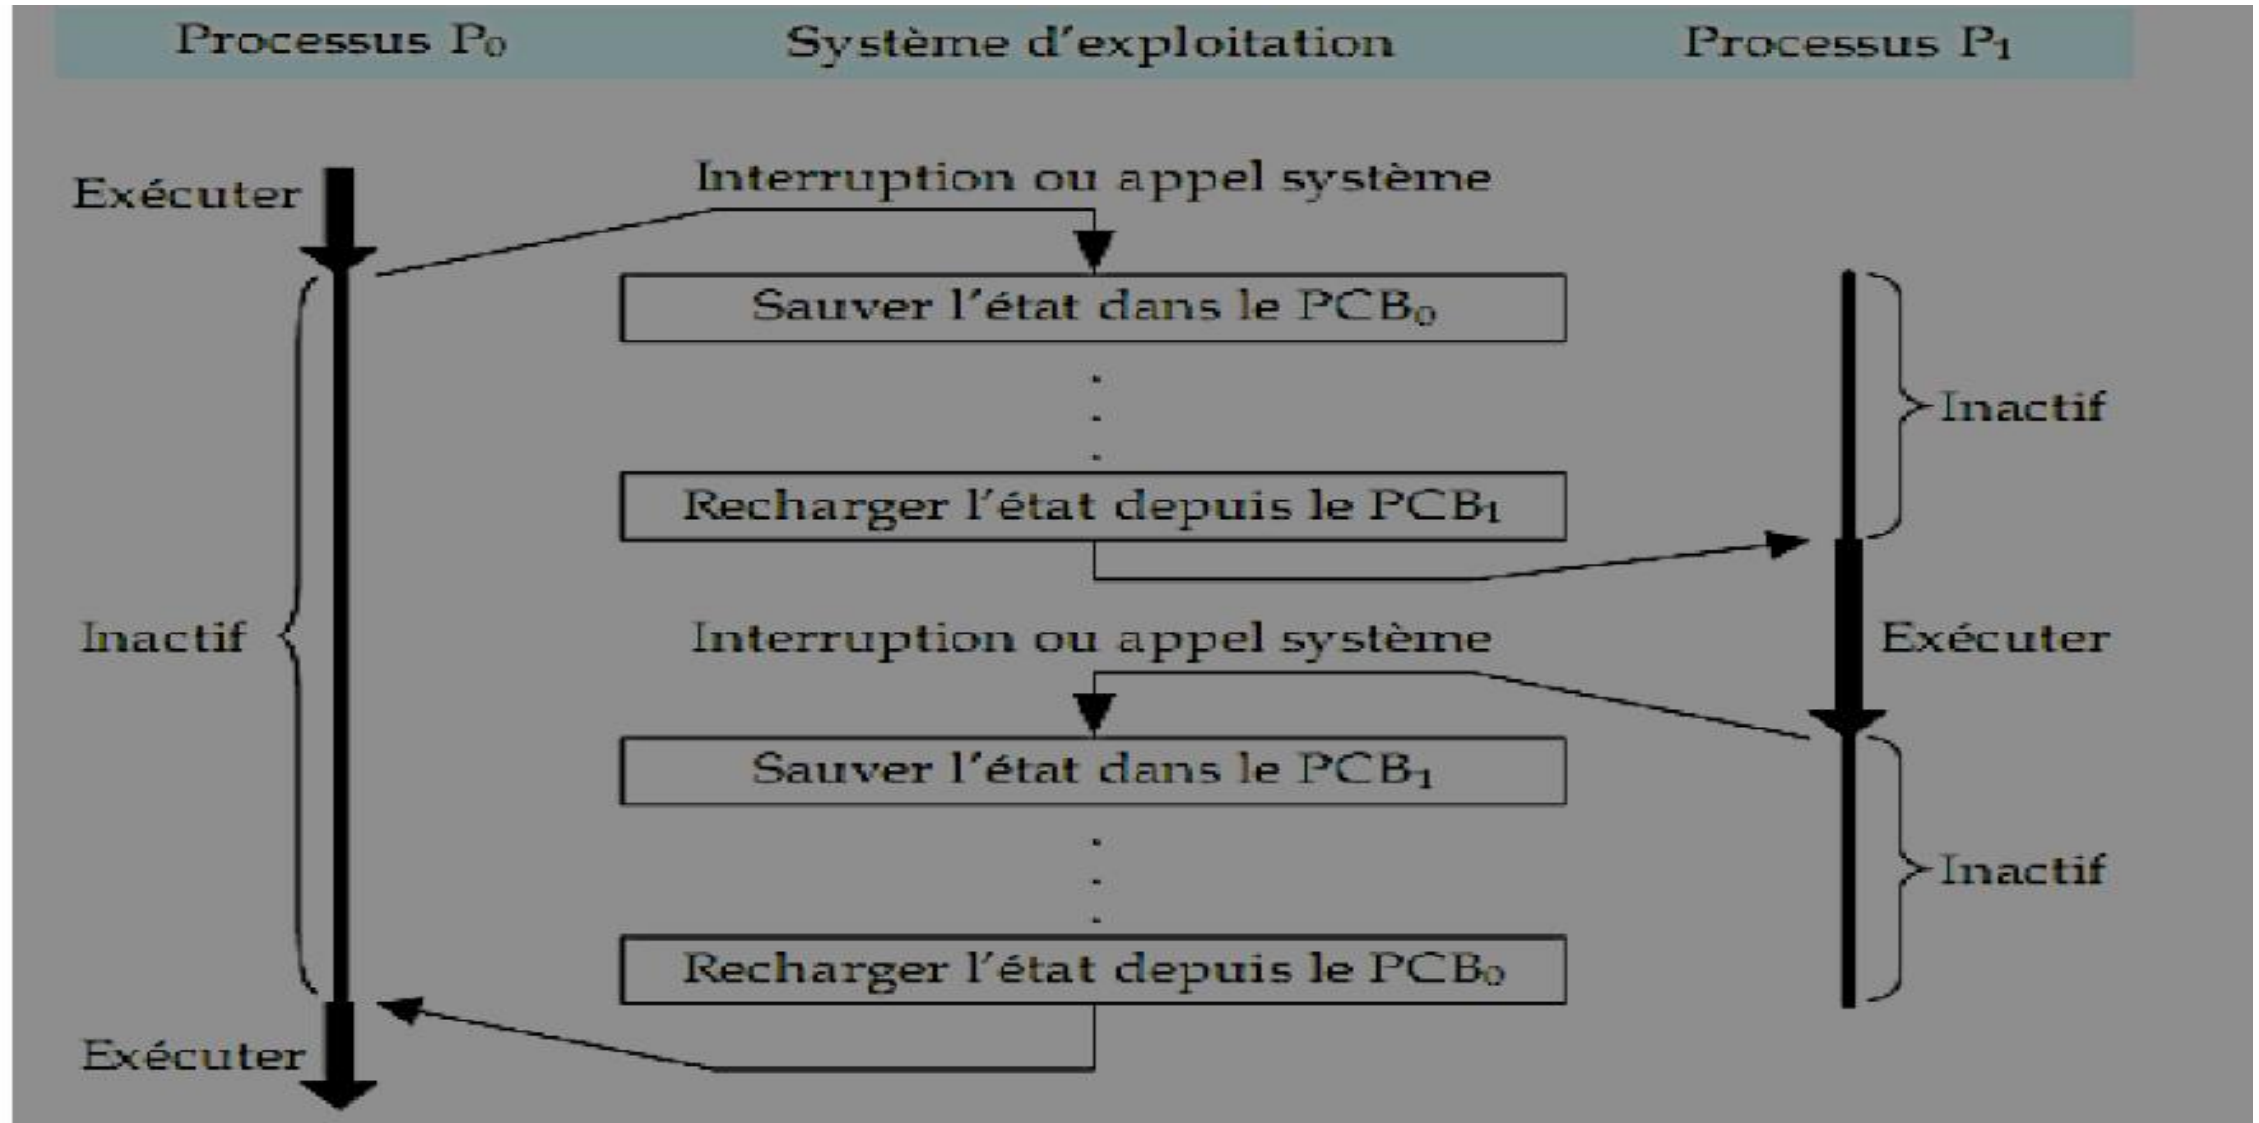 Processus P₀ Système d'exploitation Processus P₁
Interruption ou appel système
Exécuter
Sauver l'état dans le PCB₀
Inactif
Recharger l'état depuis le PCB₁
Inactif Interruption ou appel système Exécuter
Sauver l'état dans le PCB₁
Inactif
Recharger l'état depuis le PCB₀
Exécuter